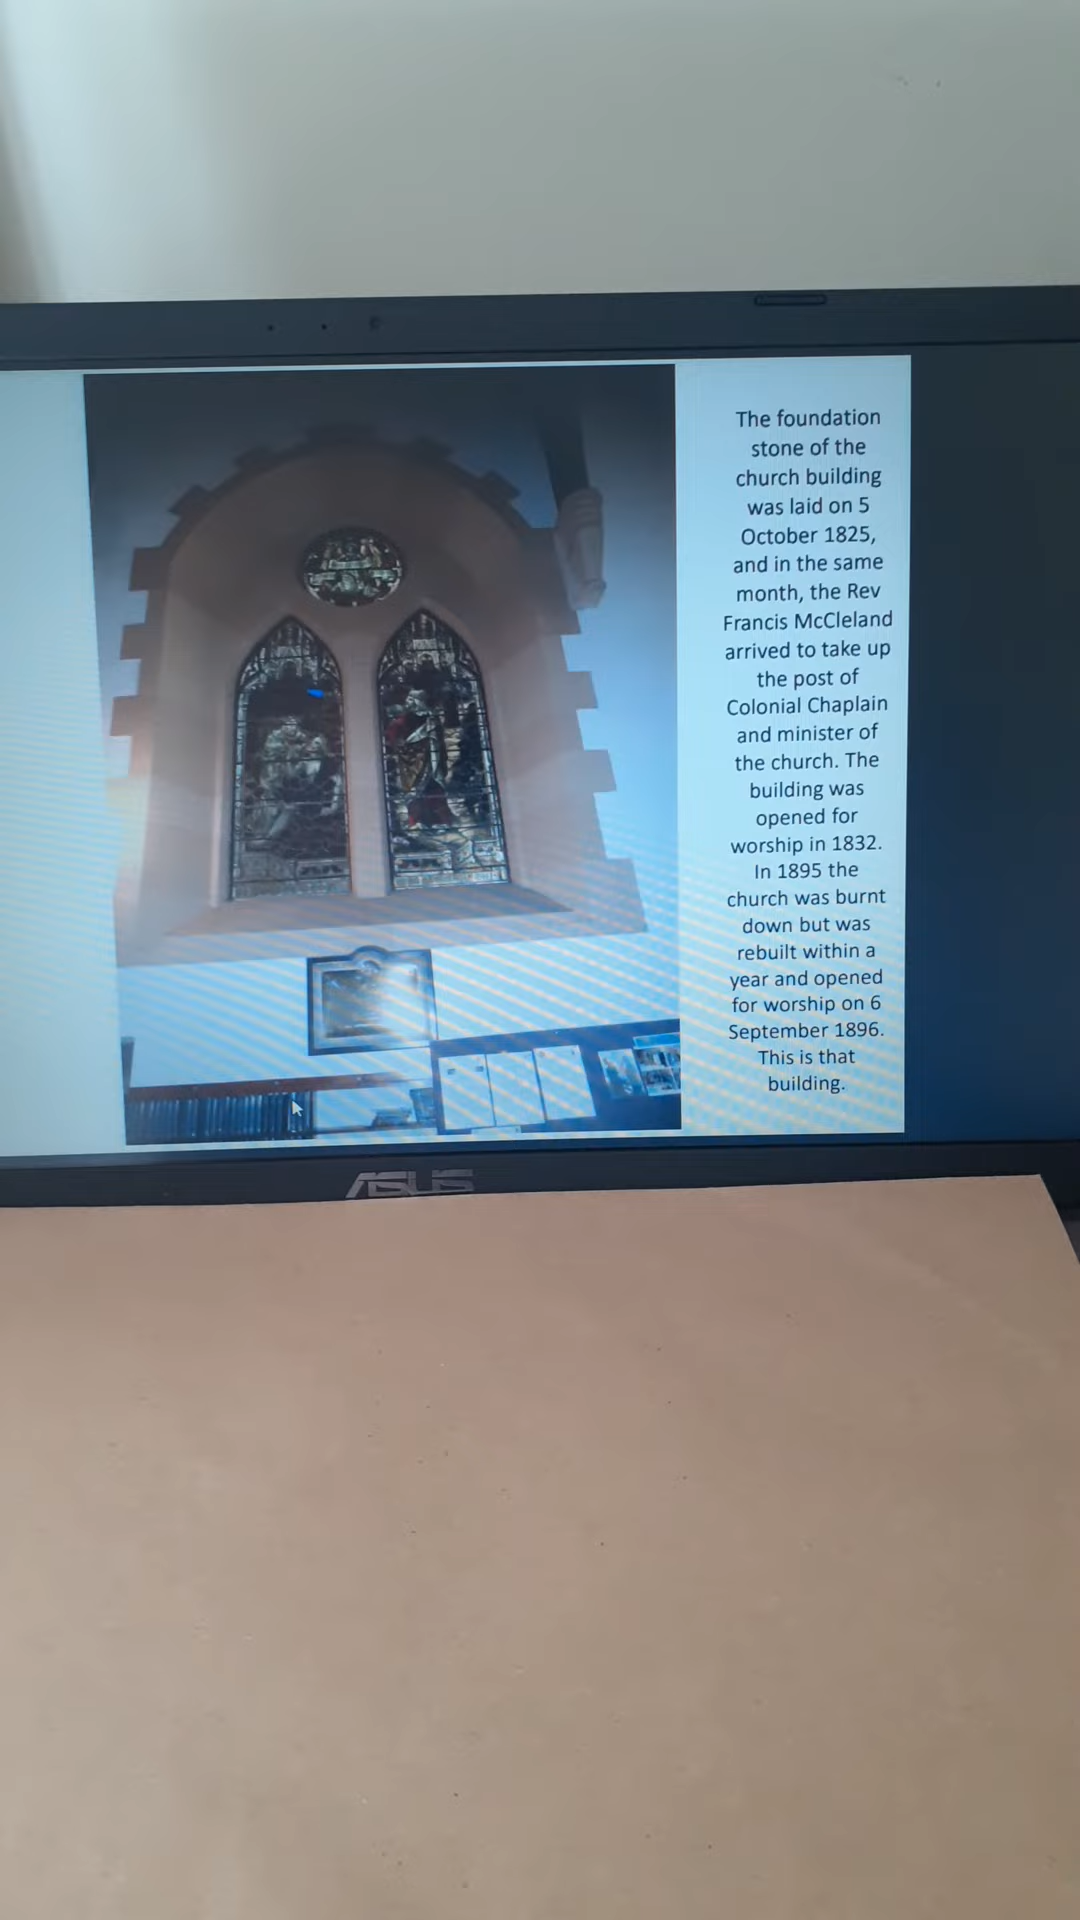 The foundation
stone of the
church building
was laid on 5
October 1825,
and in the same
month, the Rev
Francis McCleland
arrived to take up
the post of
Colonial Chaplain
and minister of
the church. The
building was
opened for
worship in 1832.
In 1895 the
church was burnt
down but was
rebuilt within a
year and opened
for worship on 6
September 1896.
This is that
building.
ASUS